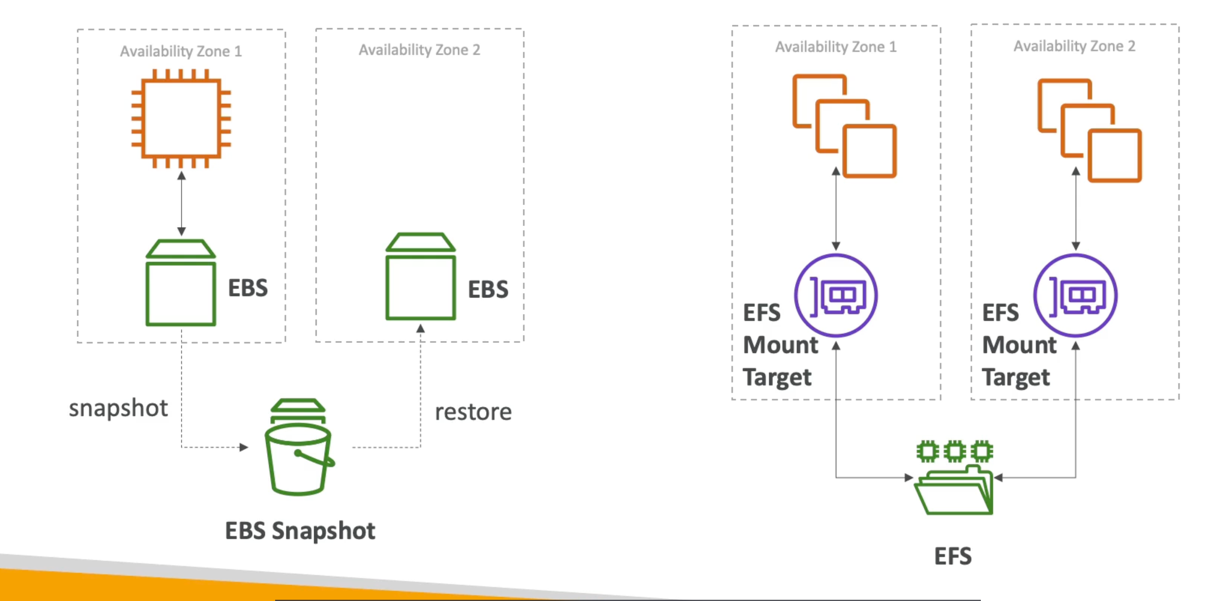 Availability Zone 1
Availability Zone 2
EBS
EBS
snapshot
restore
EBS Snapshot
Availability Zone 1
Availability Zone 2
EFS
Mount
Target
EFS
Mount
Target
EFS